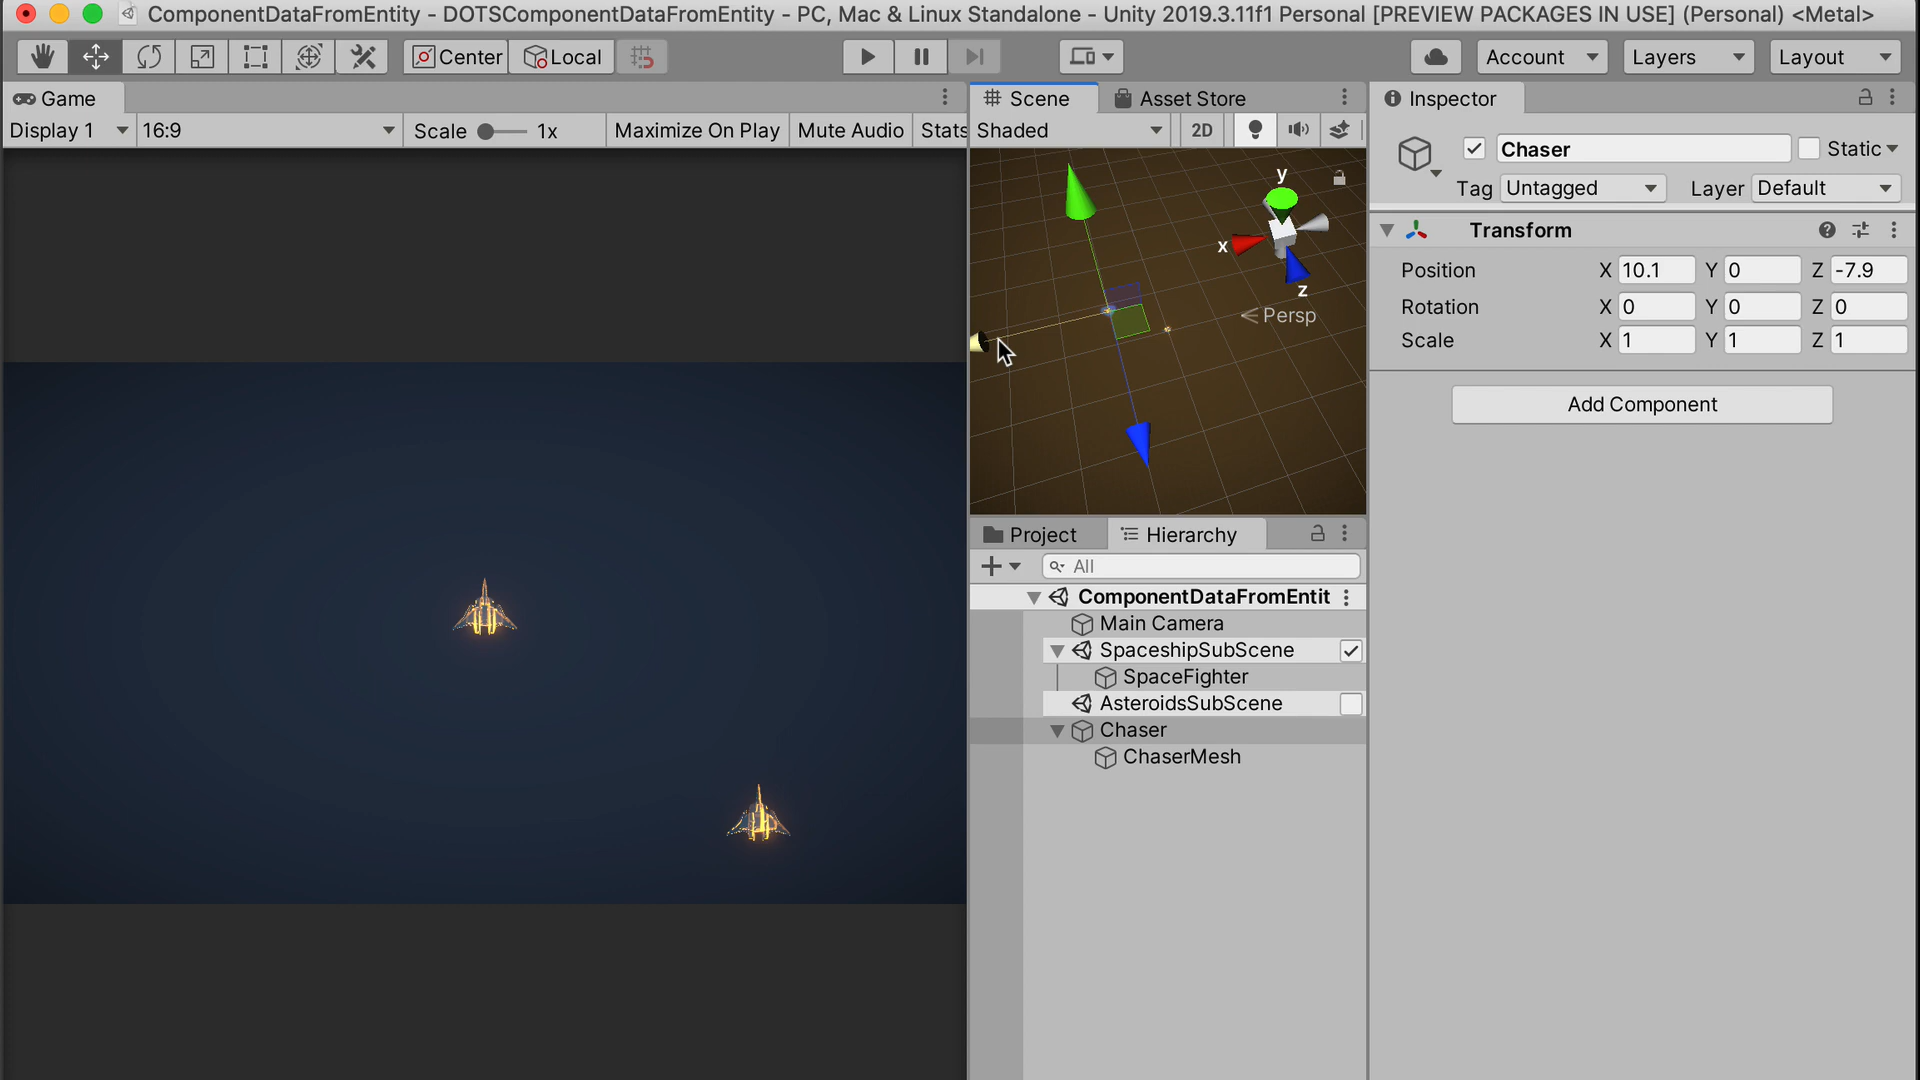 ComponentDataFromEntity - DOTSComponentDataFromEntity - PC, Mac & Linux Standalone - Unity 2019.3.11f1 Personal [PREVIEW PACKAGES IN USE] (Personal) <Metal>
Center Local Account Layers Layout
Game
Display 1 16:9 Scale 1x Maximize On Play Mute Audio Stats
Scene Asset Store
Shaded 2D
y
x
z
Persp
Project Hierarchy
All
ComponentDataFromEntit
Main Camera
SpaceshipSubScene
SpaceFighter
AsteroidsSubScene
Chaser
ChaserMesh
Inspector
Chaser Static
Tag Untagged Layer Default
Transform
Position X 10.1 Y 0 Z -7.9
Rotation X 0 Y 0 Z 0
Scale X 1 Y 1 Z 1
Add Component